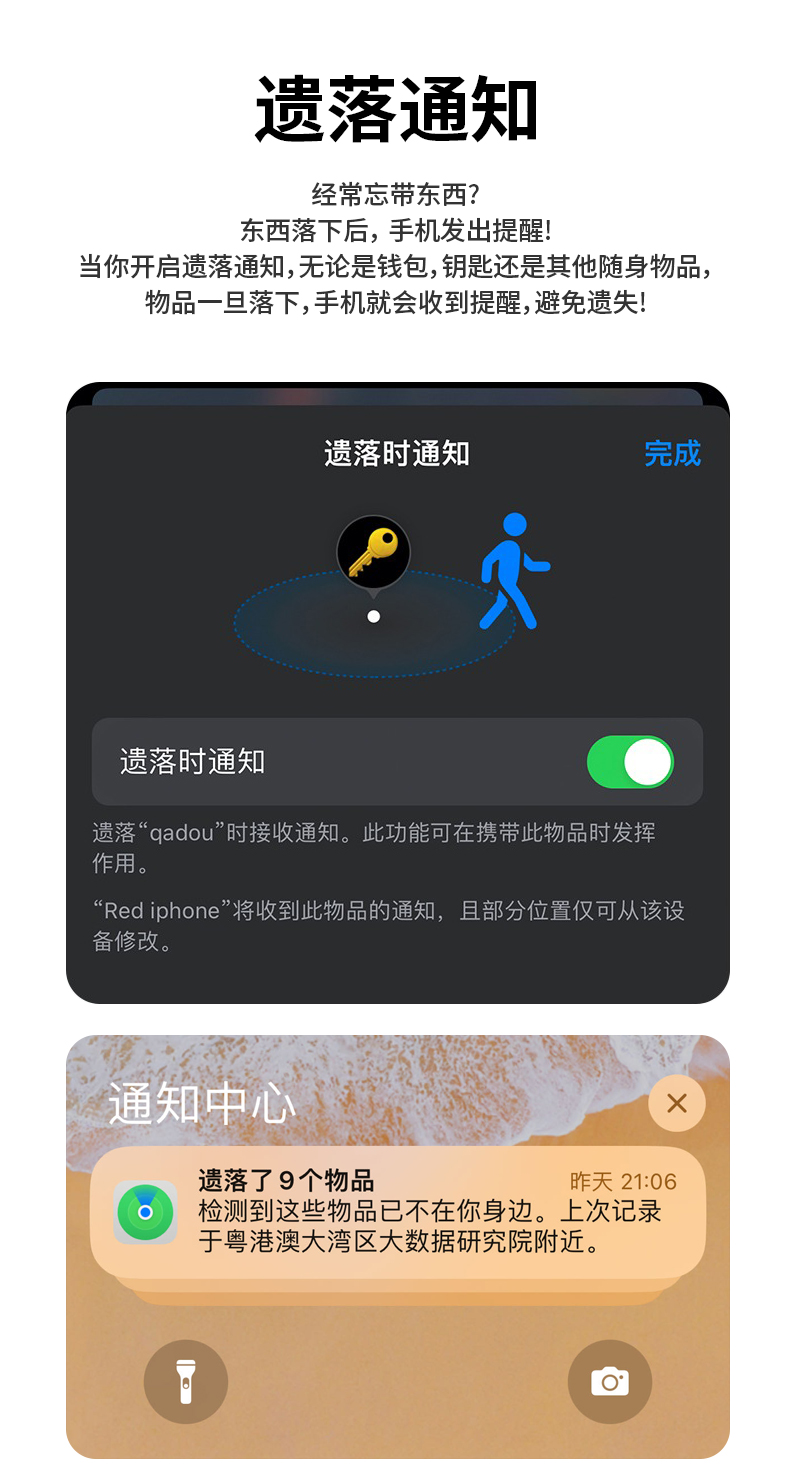 遗落通知
经常忘带东西?
东西落下后, 手机发出提醒!
当你开启遗落通知,无论是钱包,钥匙还是其他随身物品,
物品一旦落下,手机就会收到提醒,避免遗失!
遗落时通知
完成
遗落时通知
遗落“qadou”时接收通知。此功能可在携带此物品时发挥
作用。
“Red iphone”将收到此物品的通知，且部分位置仅可从该设
备修改。
通知中心
遗落了9个物品
昨天 21:06
检测到这些物品已不在你身边。上次记录
于粤港澳大湾区大数据研究院附近。